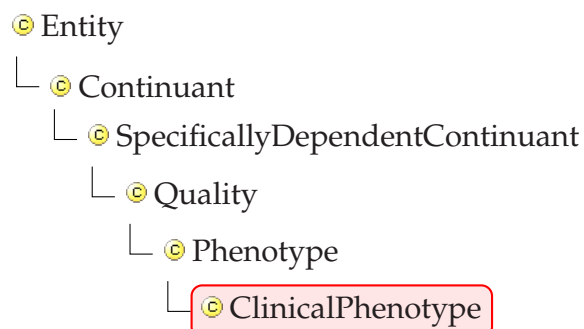 Entity
Continuant
SpecificallyDependentContinuant
Quality
Phenotype
ClinicalPhenotype